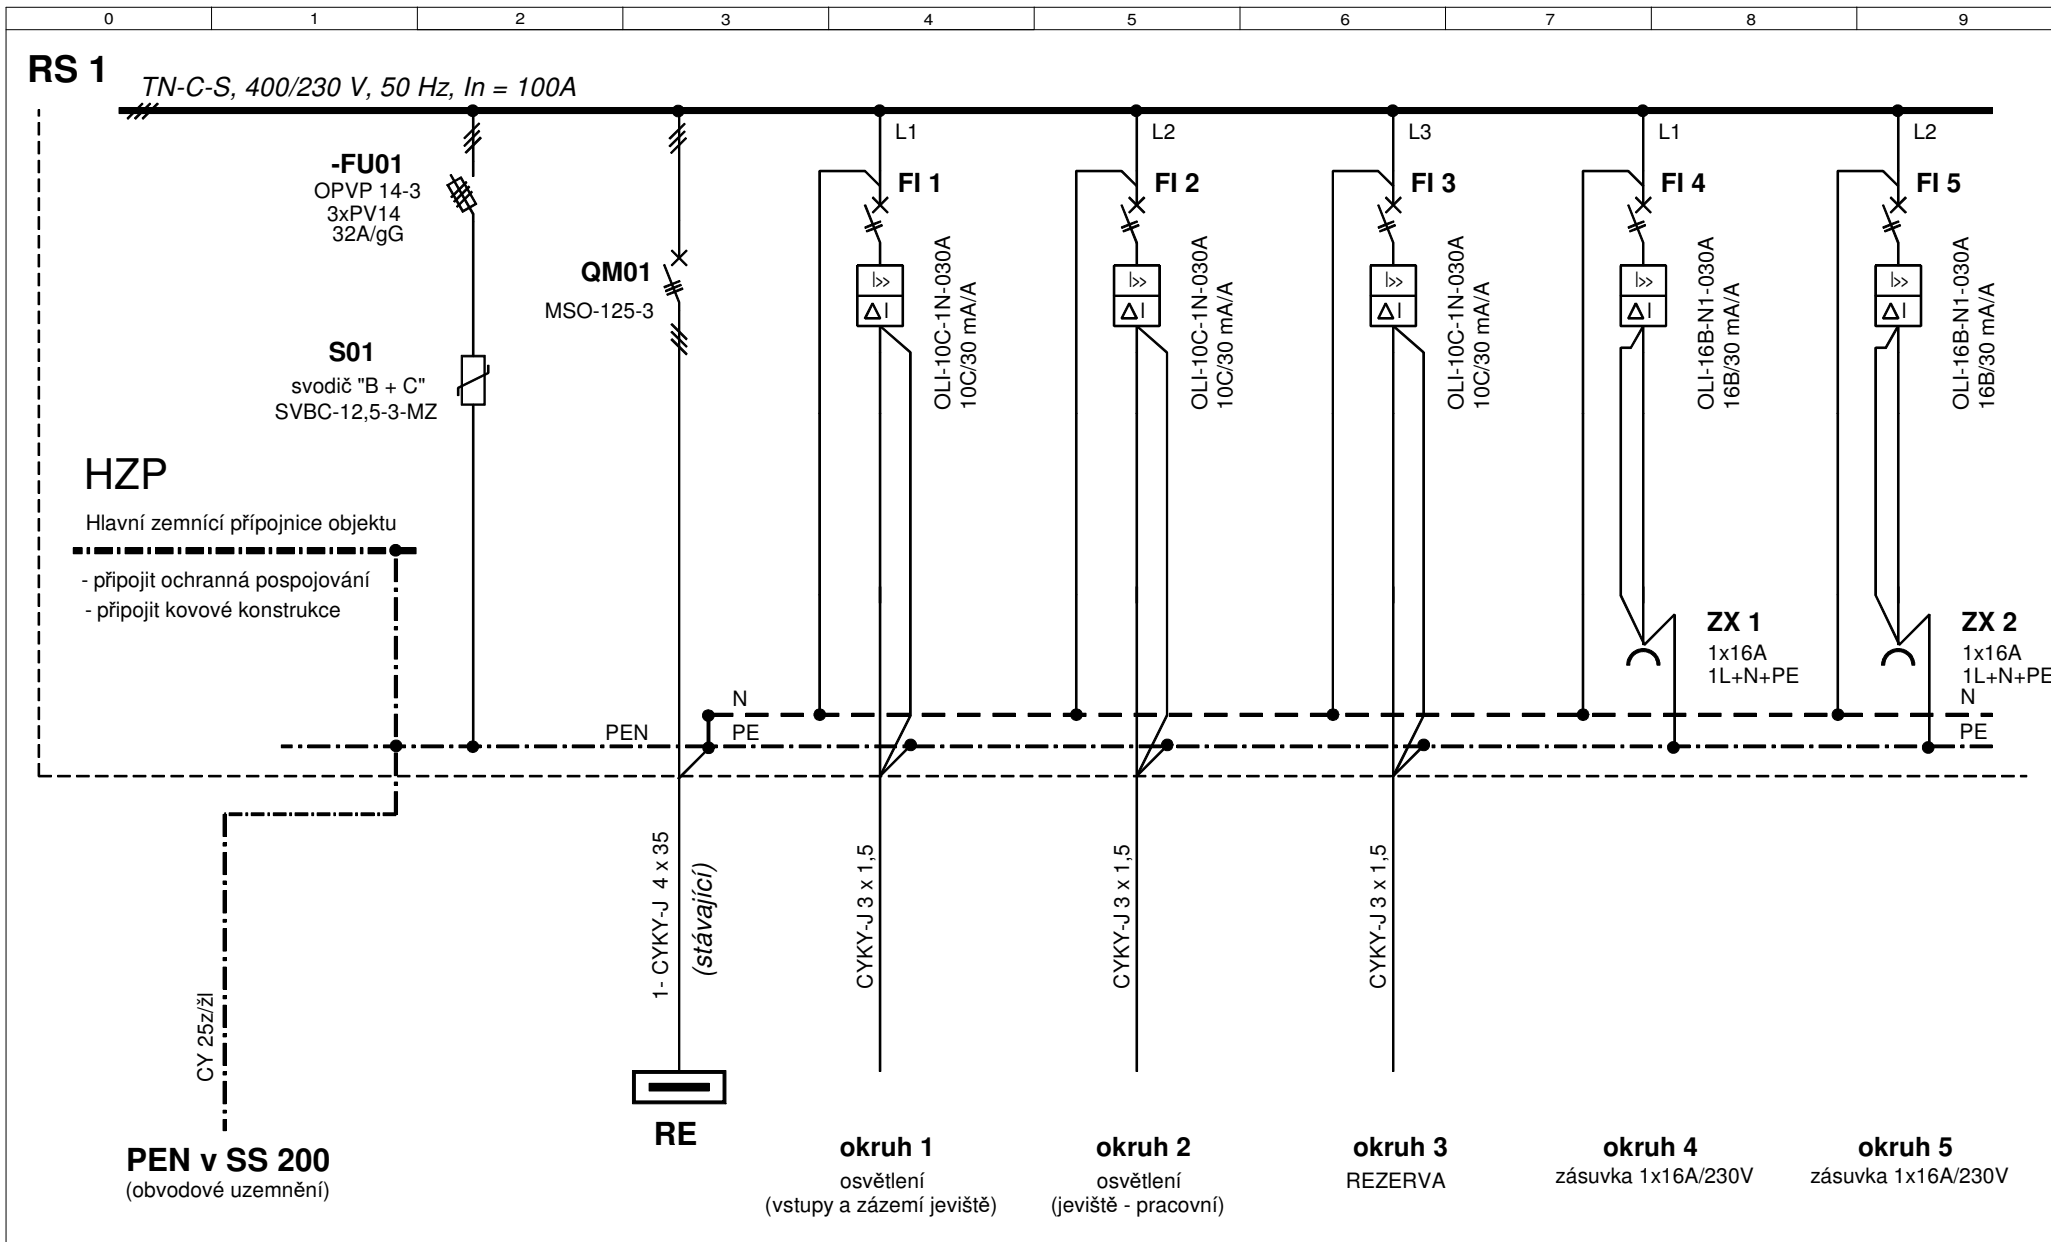 0 1 2 3 4 5 6 7 8 9
RS 1
TN-C-S, 400/230 V, 50 Hz, In = 100A
L1
L2
L3
L1
L2
-FU01
OPVP 14-3
3xPV14
32A/gG
QM01
MSO-125-3
S01
svodič "B + C"
SVBC-12,5-3-MZ
FI 1
I>>
ΔI
OLI-10C-1N-030A
10C/30 mA/A
FI 2
I>>
ΔI
OLI-10C-1N-030A
10C/30 mA/A
FI 3
I>>
ΔI
OLI-10C-1N-030A
10C/30 mA/A
FI 4
I>>
ΔI
OLI-16B-N1-030A
16B/30 mA/A
FI 5
I>>
ΔI
OLI-16B-N1-030A
16B/30 mA/A
HZP
Hlavní zemnící přípojnice objektu
- připojit ochranná pospojování
- připojit kovové konstrukce
ZX 1
1x16A
1L+N+PE
ZX 2
1x16A
1L+N+PE
N
N
PEN
PE
PE
CY 25z/žl
1- CYKY-J 4 x 35
(stávající)
CYKY-J 3 x 1,5
CYKY-J 3 x 1,5
CYKY-J 3 x 1,5
PEN v SS 200
(obvodové uzemnění)
RE
okruh 1
osvětlení
(vstupy a zázemí jeviště)
okruh 2
osvětlení
(jeviště - pracovní)
okruh 3
REZERVA
okruh 4
zásuvka 1x16A/230V
okruh 5
zásuvka 1x16A/230V